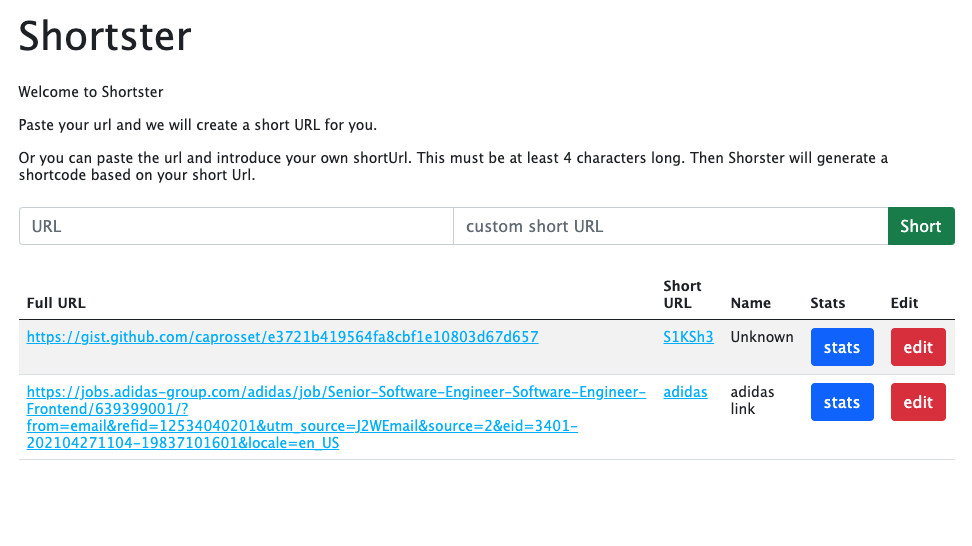 Shortster
Welcome to Shortster
Paste your url and we will create a short URL for you.
Or you can paste the url and introduce your own shortUrl. This must be at least 4 characters long. Then Shorster will generate a
shortcode based on your short Url.
URL custom short URL Short
Full URL Short URL Name Stats Edit
https://gist.github.com/caprosset/e3721b419564fa8cbf1e10803d67d657 S1KSh3 Unknown stats edit
https://jobs.adidas-group.com/adidas/job/Senior-Software-Engineer-Software-Engineer- adidas adidas stats edit
Frontend/639399001/? link
from=email&refid=12534040201&utm_source=J2WEmail&source=2&eid=3401-
202104271104-19837101601&locale=en_US